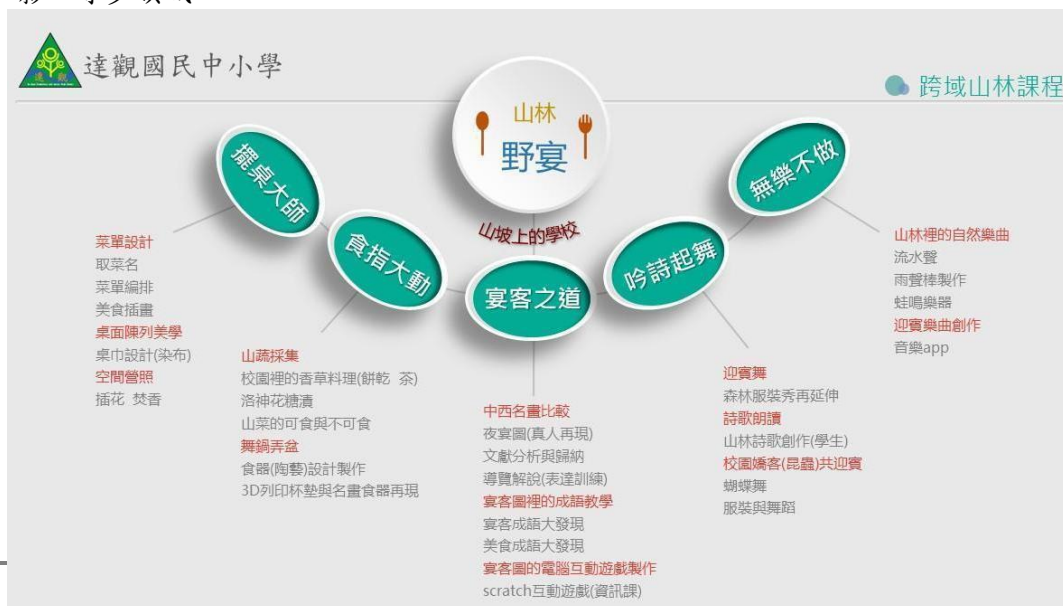 達觀國民中小學
跨域山林課程
山林
野宴
山坡上的學校
擺桌大師
菜單設計
取菜名
菜單編排
美食插畫
桌面陳列美學
桌巾設計(染布)
空間營照
插花 焚香
食指大動
山蔬採集
校園裡的香草料理(餅乾 茶)
洛神花糖漬
山菜的可食與不可食
舞鍋弄盆
食器(陶藝)設計製作
3D列印杯墊與名畫食器再現
宴客之道
中西名畫比較
夜宴圖(真人再現)
文獻分析與歸納
導覽解說(表達訓練)
宴客圖裡的成語教學
宴客成語大發現
美食成語大發現
宴客圖的電腦互動遊戲製作
scratch互動遊戲(資訊課)
吟詩起舞
迎賓舞
森林服裝秀再延伸
詩歌朗讀
山林詩歌創作(學生)
校園嬌客(昆蟲)共迎賓
蝴蝶舞
服裝與舞蹈
無樂不做
山林裡的自然樂曲
流水聲
雨聲棒製作
蛙鳴樂器
迎賓樂曲創作
音樂app